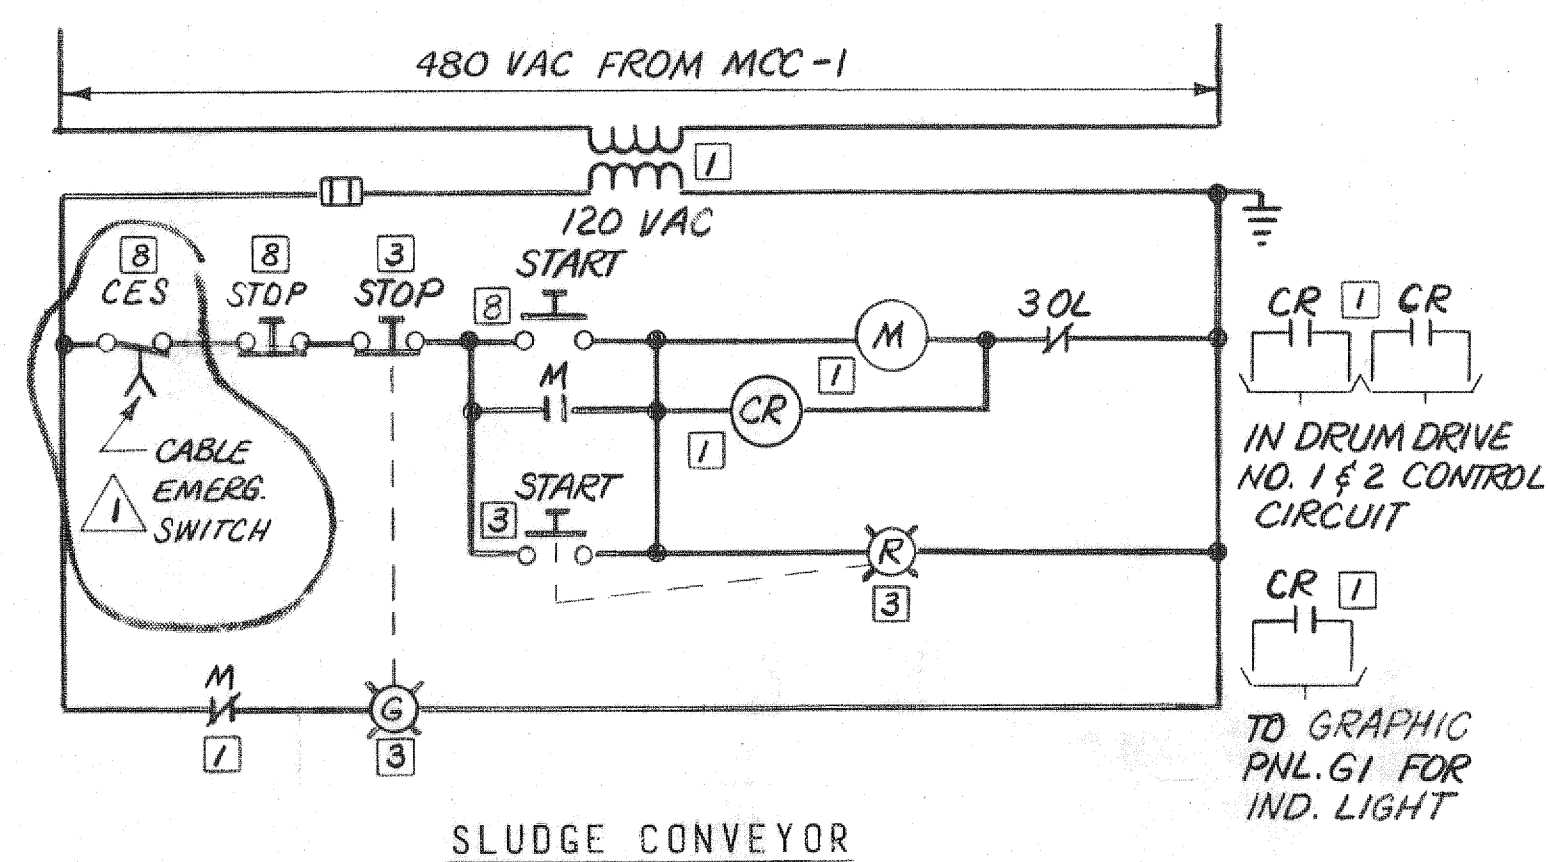 480 VAC FROM MCC-1
1
120 VAC
8
CES
8
STOP
3
STOP
START
8
M
1
3 OL
CR 1 CR
M
CR
1
IN DRUM DRIVE
NO. 1 & 2 CONTROL
CIRCUIT
CABLE
EMERG.
SWITCH
1
START
3
R
3
CR 1
M
1
G
3
TO GRAPHIC
PNL. G1 FOR
IND. LIGHT
SLUDGE CONVEYOR